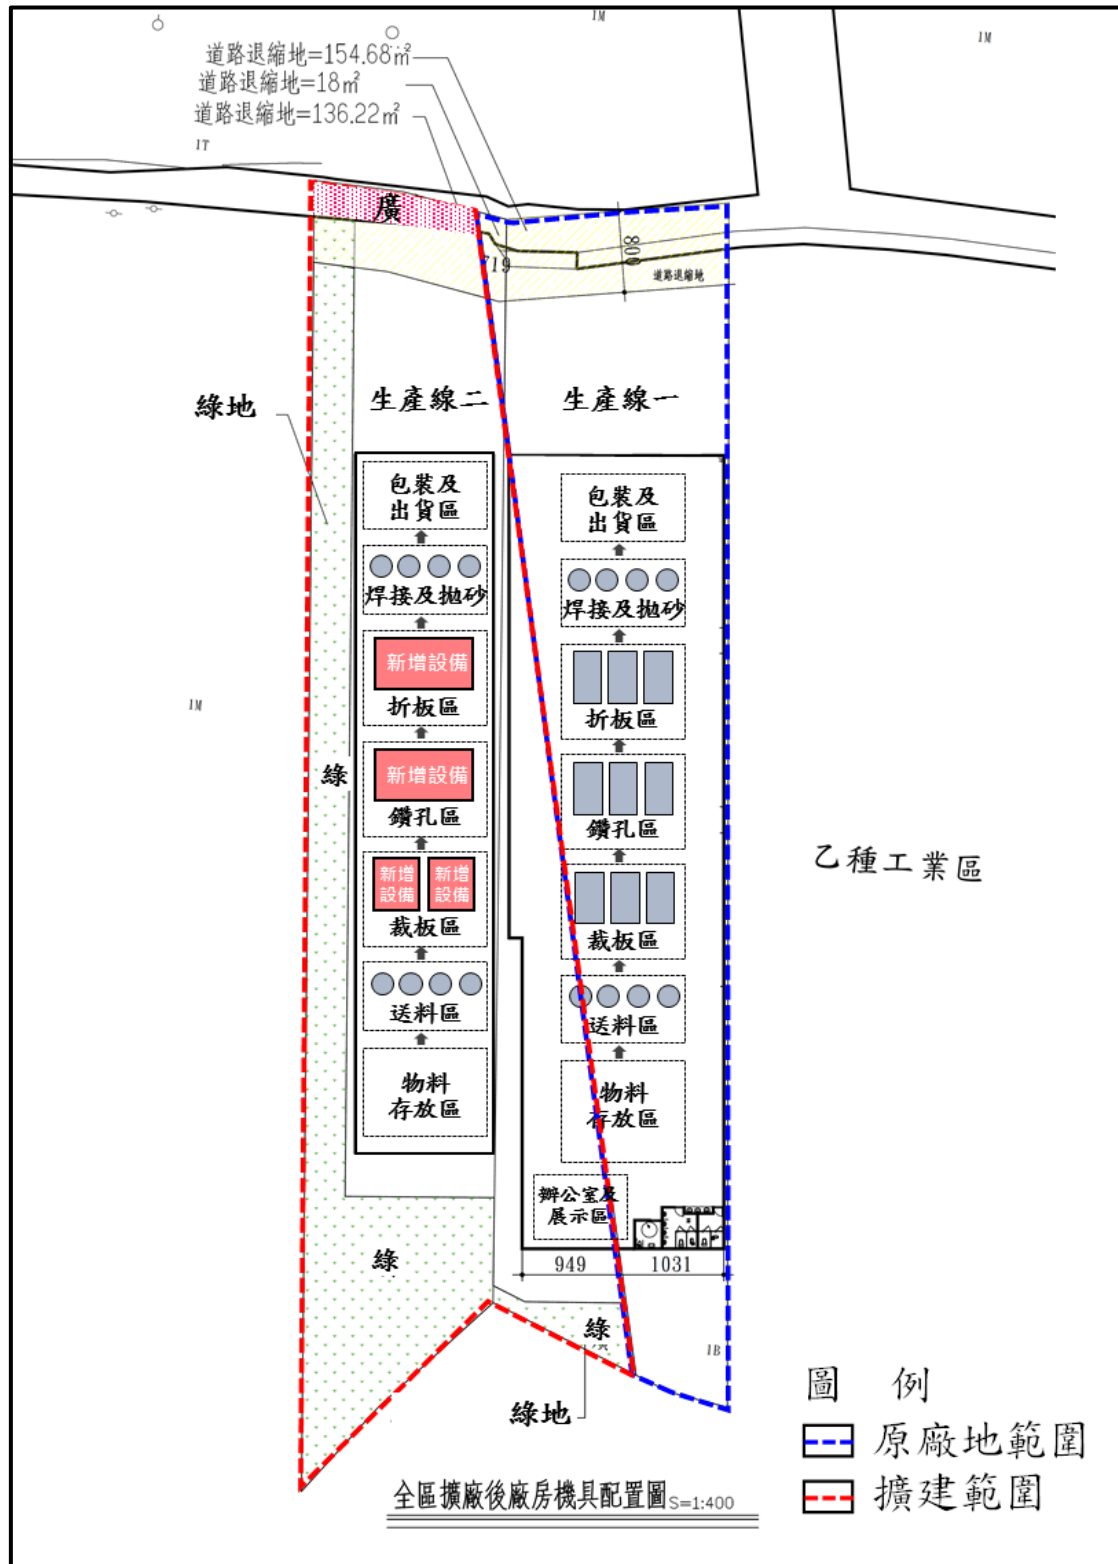 1M
1M
道路退縮地=154.68㎡
道路退縮地=18㎡
道路退縮地=136.22㎡
1T
廣
719
800
道路退縮地
生產線二
生產線一
綠地
包裝及
出貨區
焊接及拋砂
新增設備
折板區
新增設備
鑽孔區
新增
設備
新增
設備
裁板區
送料區
物料
存放區
包裝及
出貨區
焊接及拋砂
折板區
鑽孔區
裁板區
送料區
物料
存放區
辦公室及
展示區
1M
綠
乙種工業區
949
1031
綠
綠
1B
綠地
圖 例
原廠地範圍
擴建範圍
全區擴廠後廠房機具配置圖 S=1:400